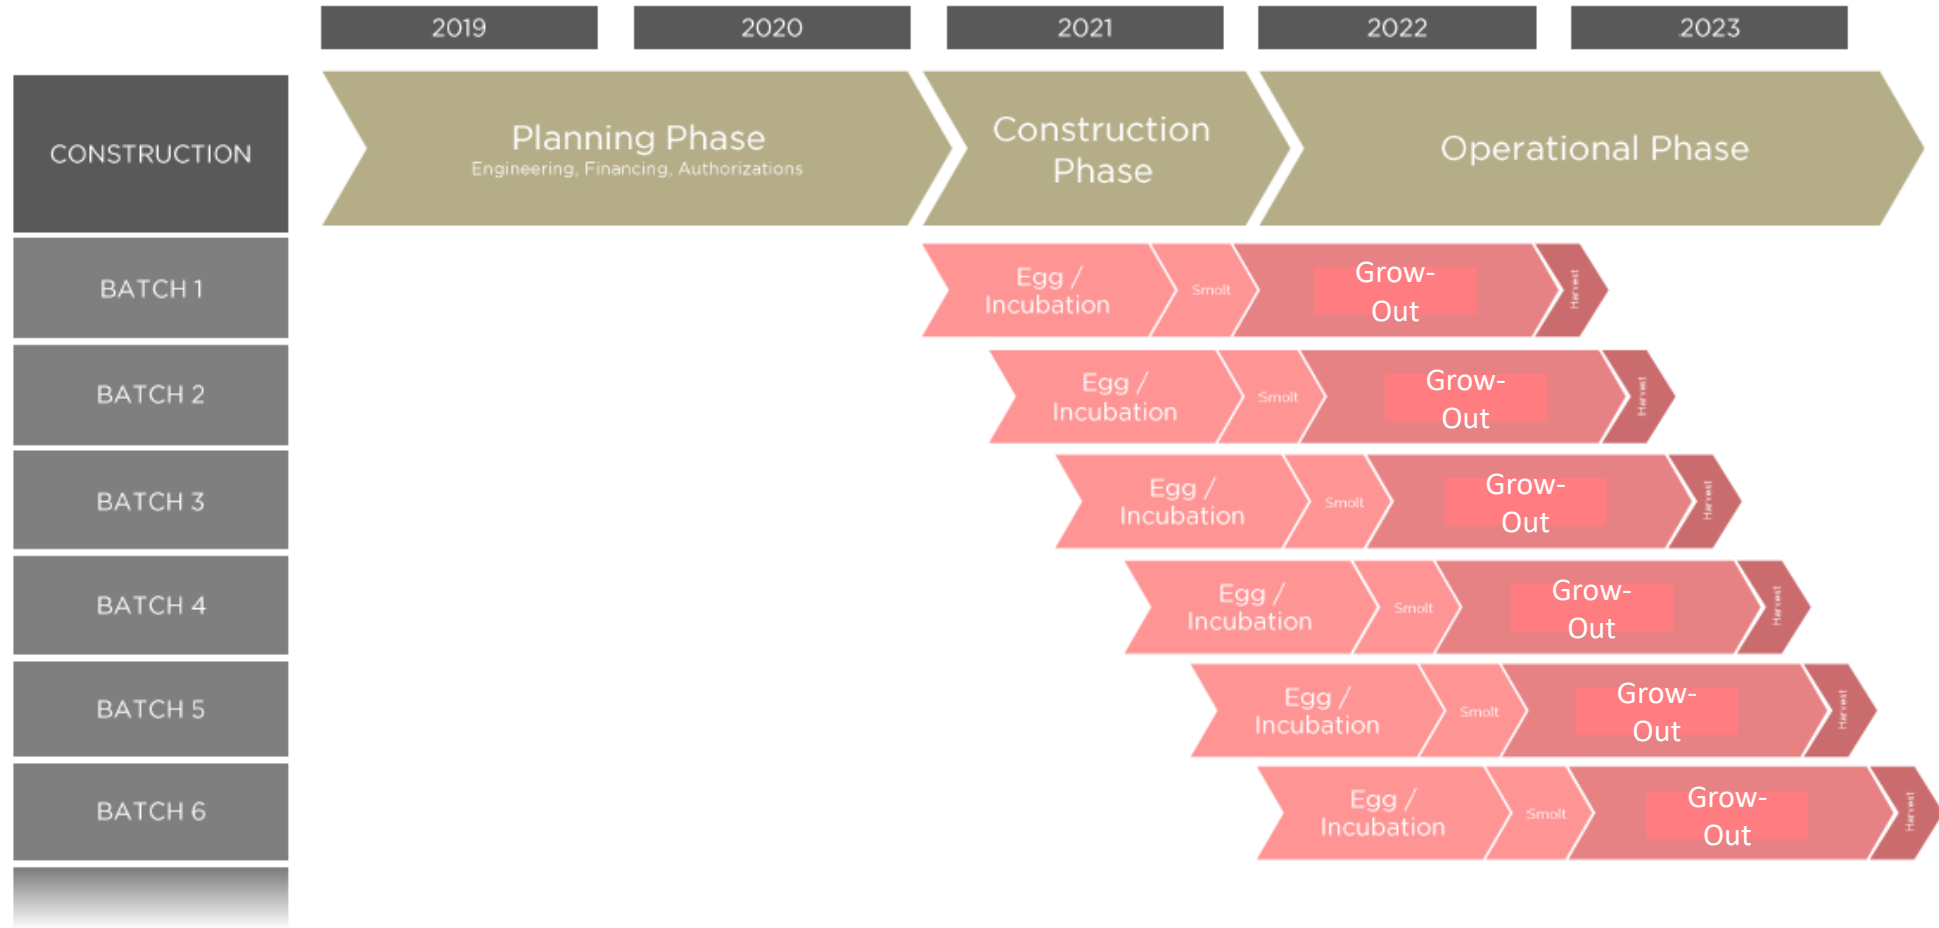 2019
2020
2021
2022
2023
CONSTRUCTION
Planning Phase
Engineering, Financing, Authorizations
Construction
Phase
Operational Phase
BATCH 1
Egg /
Incubation
Smolt
Grow-
Out
Harvest
BATCH 2
Egg /
Incubation
Smolt
Grow-
Out
Harvest
BATCH 3
Egg /
Incubation
Smolt
Grow-
Out
Harvest
BATCH 4
Egg /
Incubation
Smolt
Grow-
Out
Harvest
BATCH 5
Egg /
Incubation
Smolt
Grow-
Out
Harvest
BATCH 6
Egg /
Incubation
Smolt
Grow-
Out
Harvest